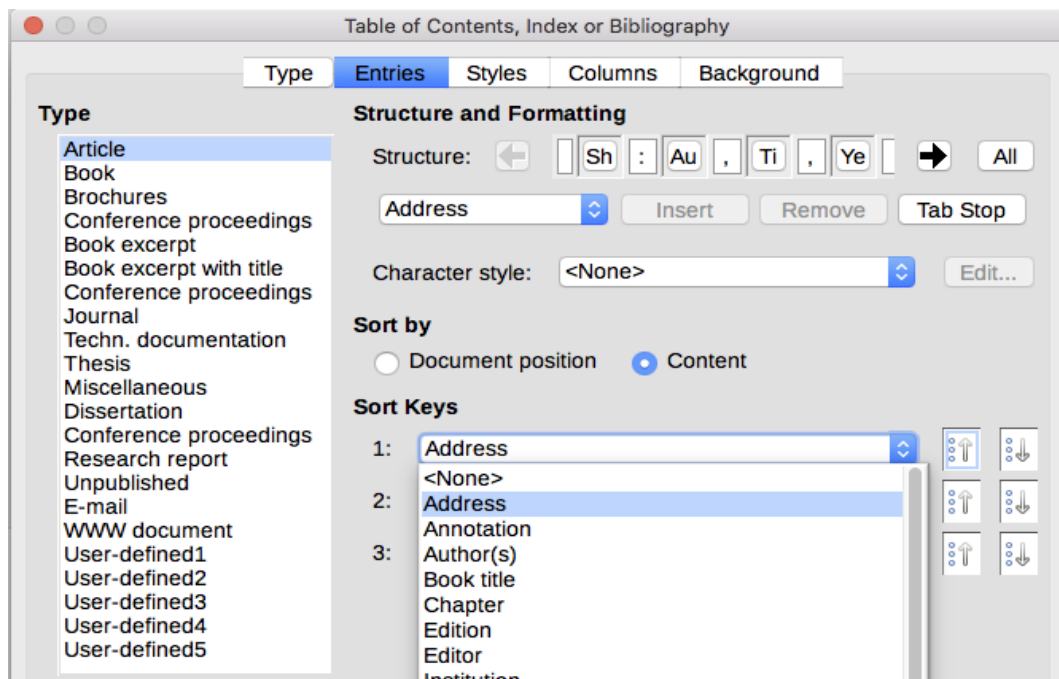 Table of Contents, Index or Bibliography
Type Entries Styles Columns Background
Type
Article
Book
Brochures
Conference proceedings
Book excerpt
Book excerpt with title
Conference proceedings
Journal
Techn. documentation
Thesis
Miscellaneous
Dissertation
Conference proceedings
Research report
Unpublished
E-mail
WWW document
User-defined1
User-defined2
User-defined3
User-defined4
User-defined5
Structure and Formatting
Structure: Sh : Au , Ti , Ye All
Address Insert Remove Tab Stop
Character style: <None> Edit...
Sort by
Document position Content
Sort Keys
1: Address
<None>
2: Address
Annotation
3: Author(s)
Book title
Chapter
Edition
Editor
Institution